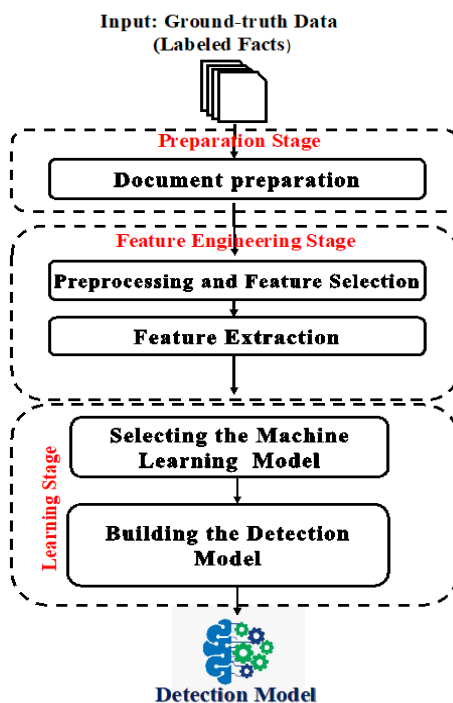 Input: Ground-truth Data
(Labeled Facts)
Preparation Stage
Document preparation
Feature Engineering Stage
Preprocessing and Feature Selection
Feature Extraction
Learning Stage
Selecting the Machine
Learning Model
Building the Detection
Model
Detection Model